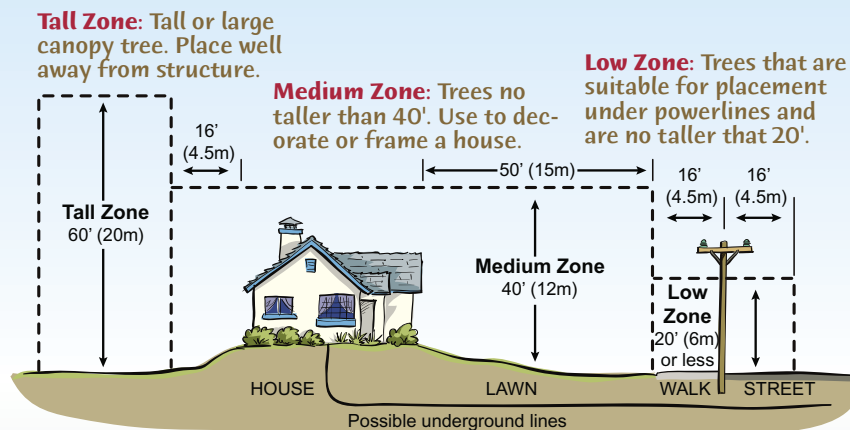 Tall Zone: Tall or large
canopy tree. Place well
away from structure.
Medium Zone: Trees no
taller than 40'. Use to dec-
orate or frame a house.
Low Zone: Trees that are
suitable for placement
under powerlines and
are no taller that 20'.
16'
(4.5m)
50' (15m)
16'
(4.5m)
16'
(4.5m)
Tall Zone
60' (20m)
Medium Zone
40' (12m)
Low
Zone
20' (6m)
or less
HOUSE
LAWN
WALK
STREET
Possible underground lines